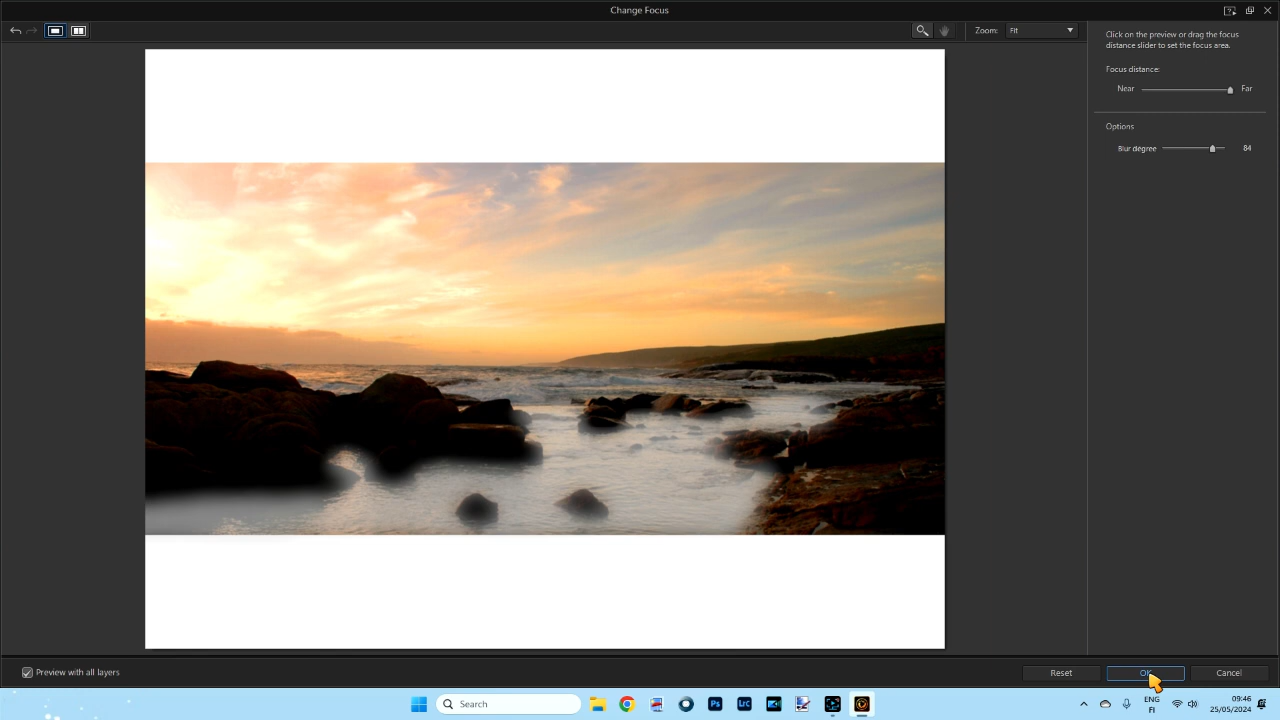 Change Focus
Zoom: Fit
Click on the preview or drag the focus
distance slider to set the focus area.
Focus distance:
Near Far
Options
Blur degree 84
Preview with all layers
Reset OK Cancel
Search
Ps
LrC
ENG
FI
09:46
25/05/2024